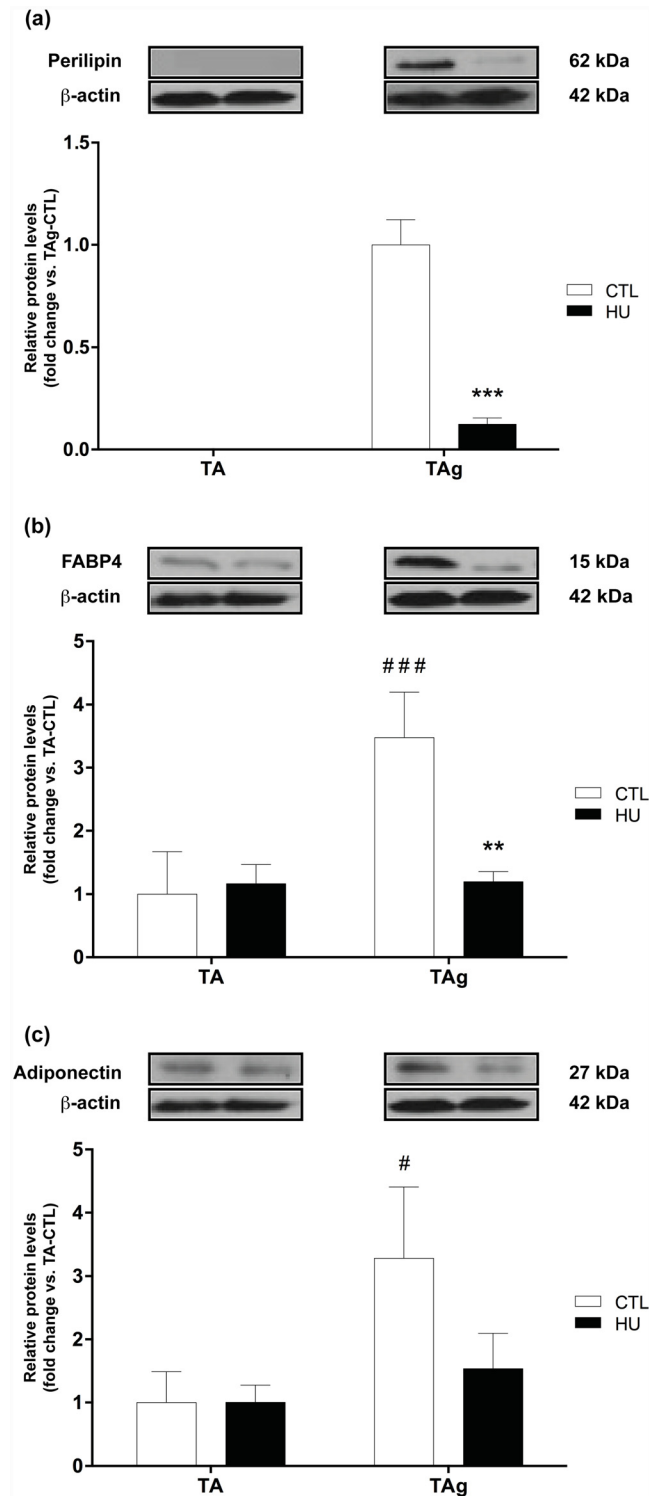 (a)
Perilipin 62 kDa
β-actin 42 kDa
Relative protein levels
(fold change vs. TAg-CTL)
1.5
1.0
0.5
0.0
***
CTL
HU
TA TAg
(b)
FABP4 15 kDa
β-actin 42 kDa
Relative protein levels
(fold change vs. TA-CTL)
5
4
3
2
1
0
###
**
CTL
HU
TA TAg
(c)
Adiponectin 27 kDa
β-actin 42 kDa
Relative protein levels
(fold change vs. TA-CTL)
5
4
3
2
1
0
#
CTL
HU
TA TAg